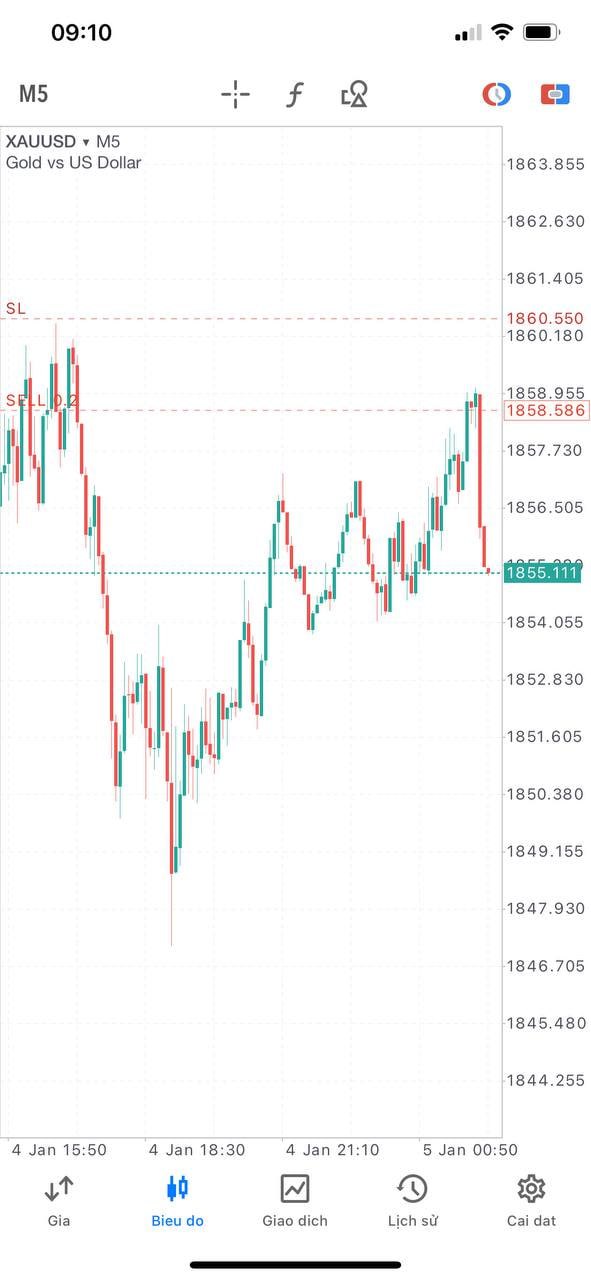 09:10
M5
XAUUSD ▾ M5
Gold vs US Dollar
1863.855
1862.630
1861.405
SL
1860.550
1860.180
1858.955
SELL 0.2
1858.586
1857.730
1856.505
1855.111
1854.055
1852.830
1851.605
1850.380
1849.155
1847.930
1846.705
1845.480
1844.255
4 Jan 15:50 4 Jan 18:30 4 Jan 21:10 5 Jan 00:50
Gia Bieu do Giao dich Lịch sử Cai dat